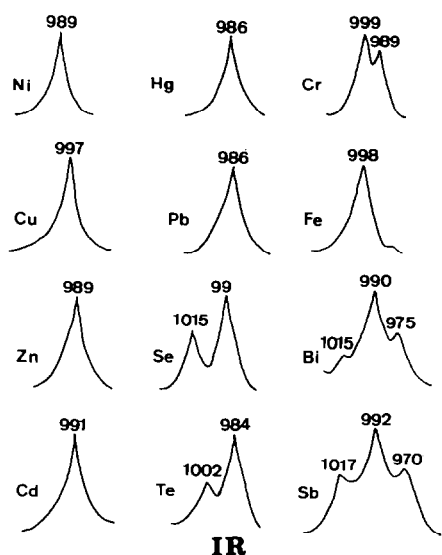 989 986 999 989
Ni Hg Cr
997 986 998
Cu Pb Fe
989 1015 99 1015 990 975
Zn Se Bi
991 1002 984 1017 992 970
Cd Te Sb
IR